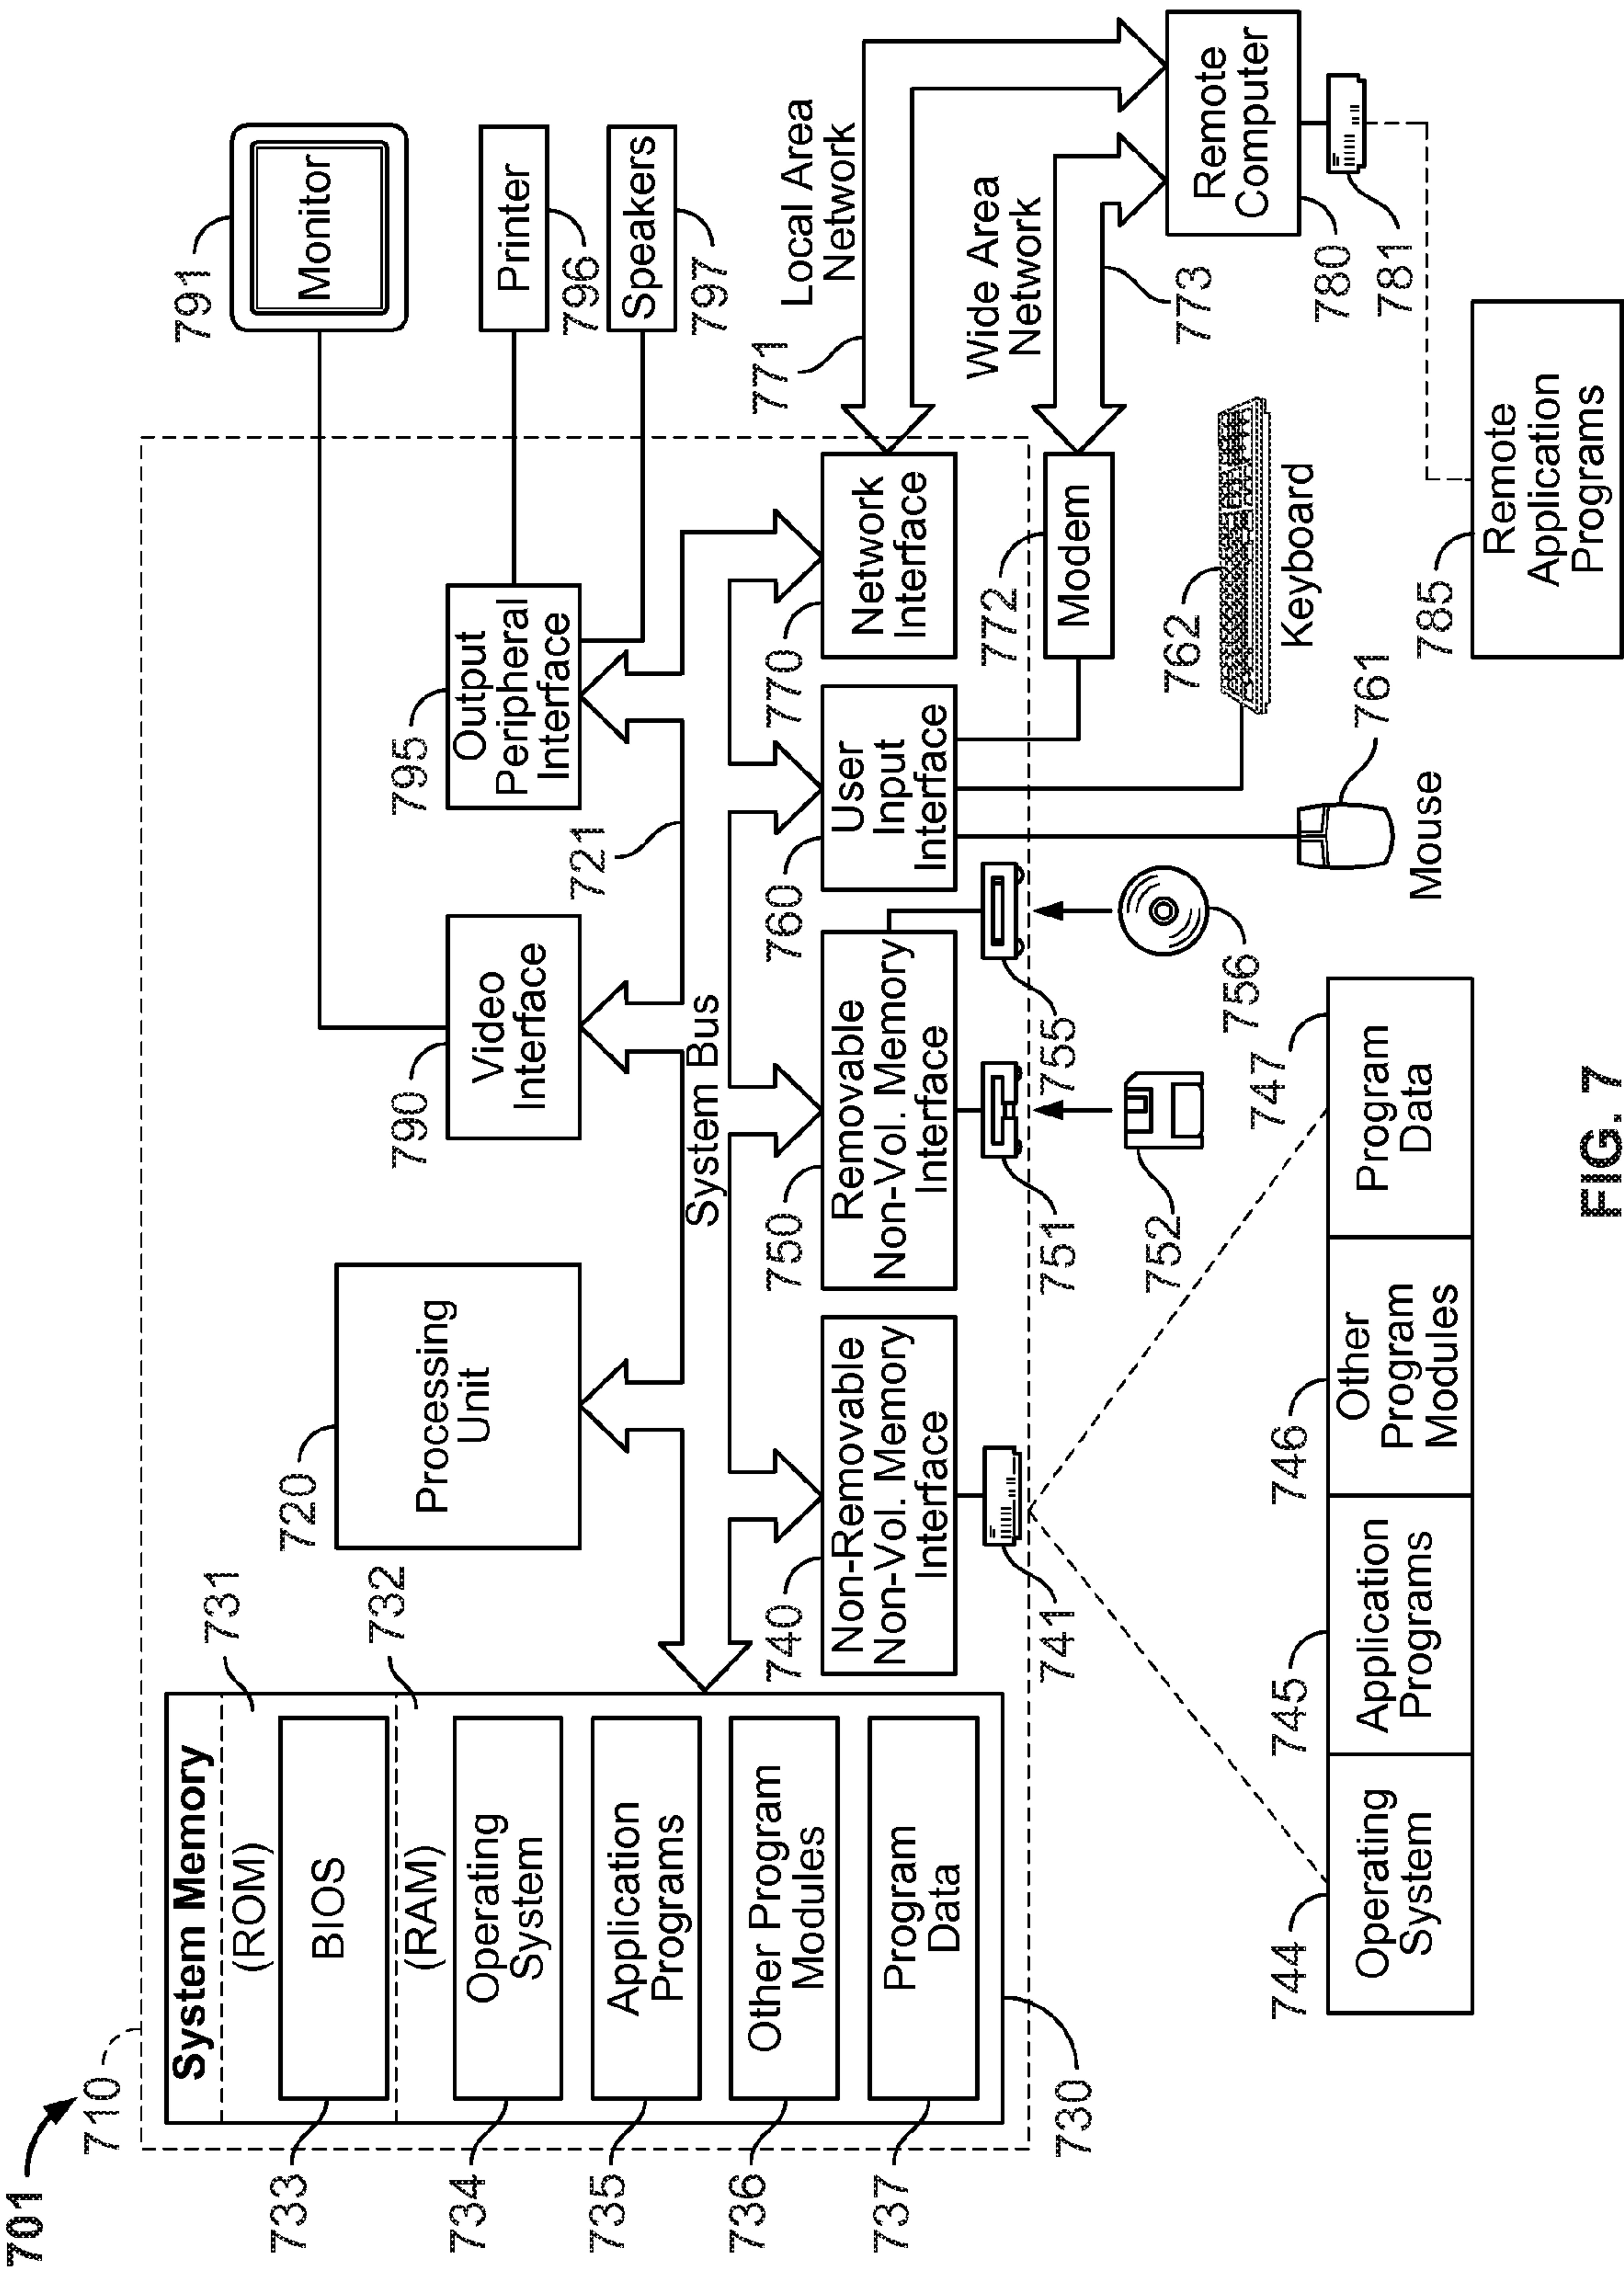 701
710
System Memory
(ROM)
731
BIOS
733
(RAM)
732
Operating
System
734
Application
Programs
735
Other Program
Modules
736
Program
Data
737
730
720
Processing
Unit
790
Video
Interface
795
Output
Peripheral
Interface
721
System Bus
791
Monitor
Printer
796
Speakers
797
740
Non-Removable
Non-Vol. Memory
Interface
750
Removable
Non-Vol. Memory
Interface
760
User
Input
Interface
770
Network
Interface
771
Local Area
Network
Wide Area
Network
773
772
Modem
741
751
755
752
756
762
Keyboard
761
Mouse
Remote
Computer
780
781
785
Remote
Application
Programs
744
Operating
System
745
Application
Programs
746
Other
Program
Modules
747
Program
Data
FIG. 7